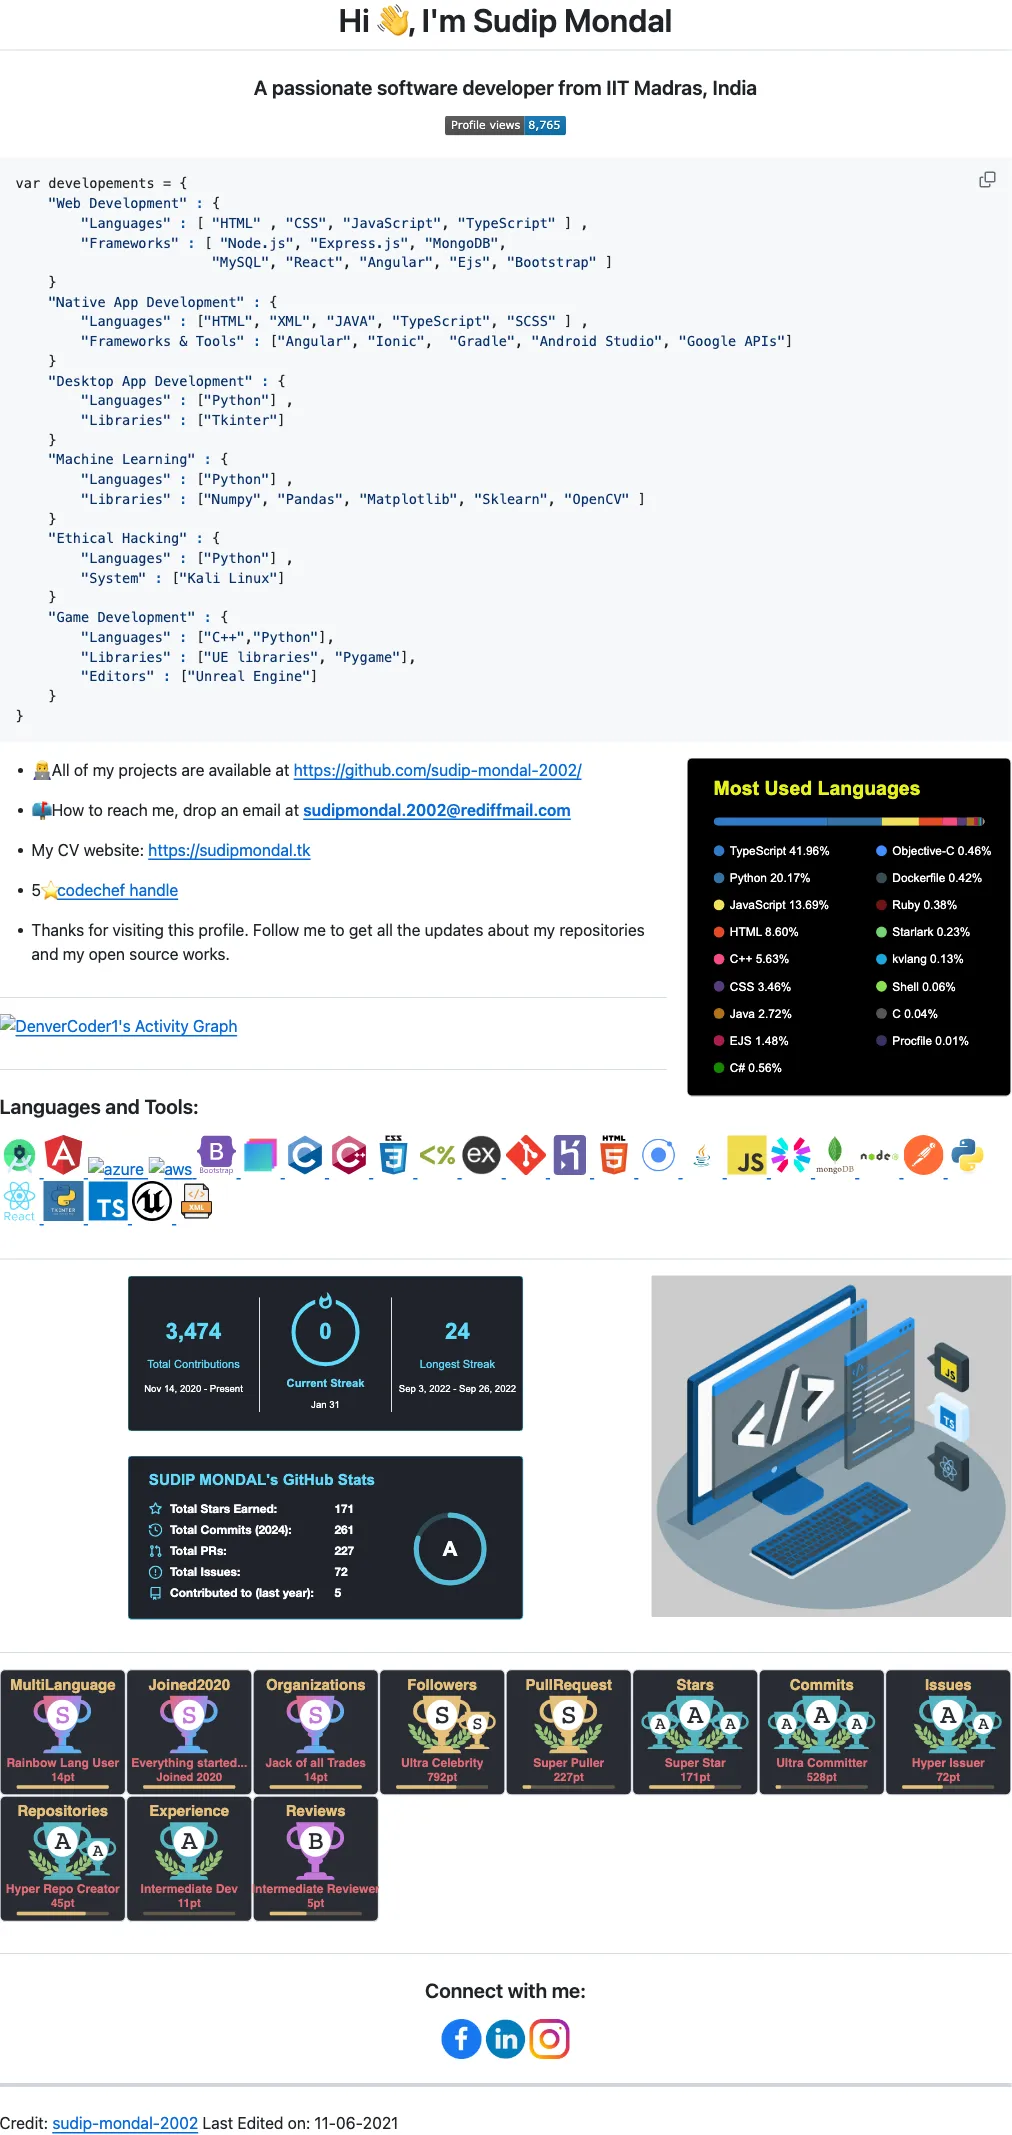 Hi 👋, I'm Sudip Mondal
A passionate software developer from IIT Madras, India
Profile views 8,765
var developements = {
    "Web Development" : {
        "Languages" : [ "HTML" , "CSS", "JavaScript", "TypeScript" ] ,
        "Frameworks" : [ "Node.js", "Express.js", "MongoDB",
                        "MySQL", "React", "Angular", "Ejs", "Bootstrap" ]
    }
    "Native App Development" : {
        "Languages" : ["HTML", "XML", "JAVA", "TypeScript", "SCSS" ] ,
        "Frameworks & Tools" : ["Angular", "Ionic",  "Gradle", "Android Studio", "Google APIs"]
    }
    "Desktop App Development" : {
        "Languages" : ["Python"] ,
        "Libraries" : ["Tkinter"]
    }
    "Machine Learning" : {
        "Languages" : ["Python"] ,
        "Libraries" : ["Numpy", "Pandas", "Matplotlib", "Sklearn", "OpenCV" ]
    }
    "Ethical Hacking" : {
        "Languages" : ["Python"] ,
        "System" : ["Kali Linux"]
    }
    "Game Development" : {
        "Languages" : ["C++","Python"],
        "Libraries" : ["UE libraries", "Pygame"],
        "Editors" : ["Unreal Engine"]
    }
}
• 👨‍💻All of my projects are available at https://github.com/sudip-mondal-2002/
• 📫How to reach me, drop an email at sudipmondal.2002@rediffmail.com
• My CV website: https://sudipmondal.tk
• 5⭐codechef handle
• Thanks for visiting this profile. Follow me to get all the updates about my repositories
and my open source works.
Most Used Languages
TypeScript 41.96%
Python 20.17%
JavaScript 13.69%
HTML 8.60%
C++ 5.63%
CSS 3.46%
Java 2.72%
EJS 1.48%
C# 0.56%
Objective-C 0.46%
Dockerfile 0.42%
Ruby 0.38%
Starlark 0.23%
kvlang 0.13%
Shell 0.06%
C 0.04%
Procfile 0.01%
DenverCoder1's Activity Graph
Languages and Tools:
azure aws B Bootstrap C C++ CSS 3 <% ex HTML 5 JS mongoDB node
React TKINTER TS U XML
3,474
Total Contributions
Nov 14, 2020 - Present
0
Current Streak
Jan 31
24
Longest Streak
Sep 3, 2022 - Sep 26, 2022
</>
JS
TS
SUDIP MONDAL's GitHub Stats
Total Stars Earned: 171
Total Commits (2024): 261
Total PRs: 227
Total Issues: 72
Contributed to (last year): 5
A
MultiLanguage
S
Rainbow Lang User
14pt
Joined2020
S
Everything started...
Joined 2020
Organizations
S
Jack of all Trades
14pt
Followers
S S
Ultra Celebrity
792pt
PullRequest
S
Super Puller
227pt
Stars
A A A
Super Star
171pt
Commits
A A A
Ultra Committer
528pt
Issues
A A
Hyper Issuer
72pt
Repositories
A A
Hyper Repo Creator
45pt
Experience
A
Intermediate Dev
11pt
Reviews
B
Intermediate Reviewer
5pt
Connect with me:
f in
Credit: sudip-mondal-2002 Last Edited on: 11-06-2021